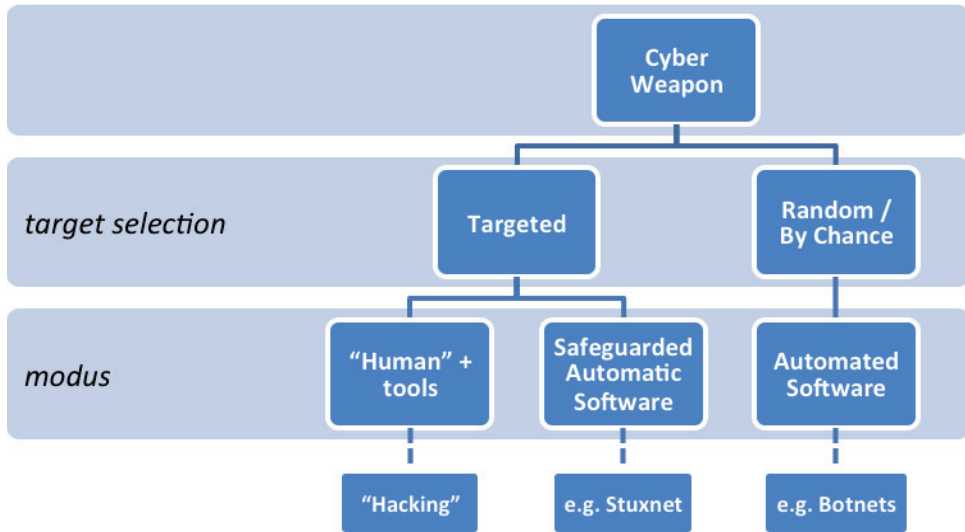 Cyber
Weapon
target selection
Targeted
Random /
By Chance
modus
“Human” +
tools
Safeguarded
Automatic
Software
Automated
Software
“Hacking”
e.g. Stuxnet
e.g. Botnets